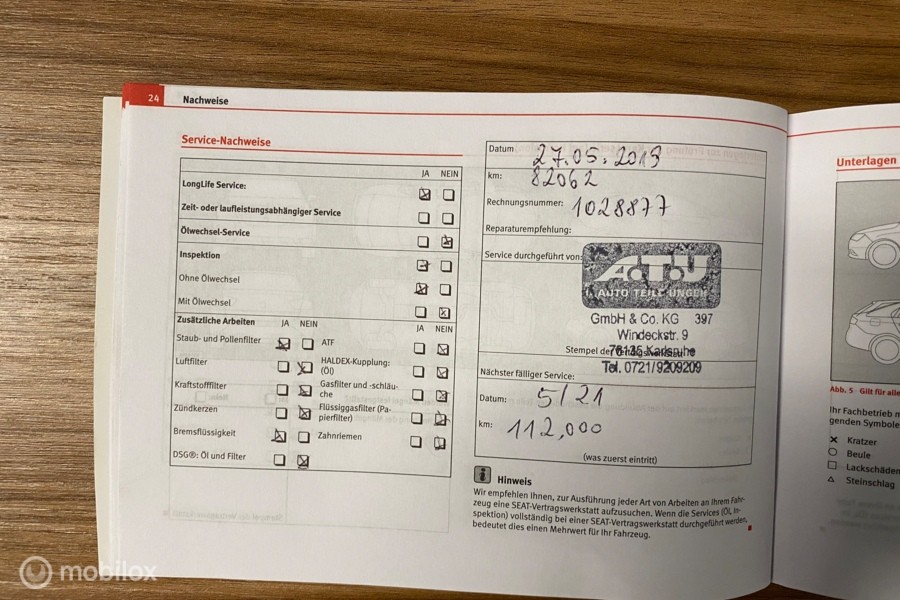 24 Nachweise
Service-Nachweise
JA NEIN
LongLife Service:
Zeit- oder laufleistungsabhängiger Service
Ölwechsel-Service
Inspektion
Ohne Ölwechsel
Mit Ölwechsel
Zusätzliche Arbeiten JA NEIN JA NEIN
Staub- und Pollenfilter ATF
Luftfilter HALDEX-Kupplung:
(Öl)
Kraftstofffilter Gasfilter und -schläu-
che
Zündkerzen Flüssiggasfilter (Pa-
pierfilter)
Bremsflüssigkeit Zahnriemen
DSG®: Öl und Filter
Datum 27.05.2019
km: 82062
Rechnungsnummer: 1028877
Reparaturempfehlung:
Service durchgeführt von:
A.T.U
AUTO TEILE UNGER
GmbH & Co. KG 397
Windeckstr. 9
76135 Karlsruhe
Stempel der
Tel. 0721/9209209
Nächster fälliger Service:
Datum: 5/21
km: 112,000
(was zuerst eintritt)
i Hinweis
Wir empfehlen Ihnen, zur Ausführung jeder Art von Arbeiten an Ihrem Fahr-
zeug eine SEAT-Vertragswerkstatt aufzusuchen. Wenn die Services (Öl, In-
spektion) vollständig bei einer SEAT-Vertragswerkstatt durchgeführt werden,
bedeutet dies einen Mehrwert für Ihr Fahrzeug.
Unterlagen
Abb. 5 Gilt für alle
Ihr Fachbetrieb m
genden Symbole
Kratzer
Beule
Lackschäden
Steinschlag
mobilox